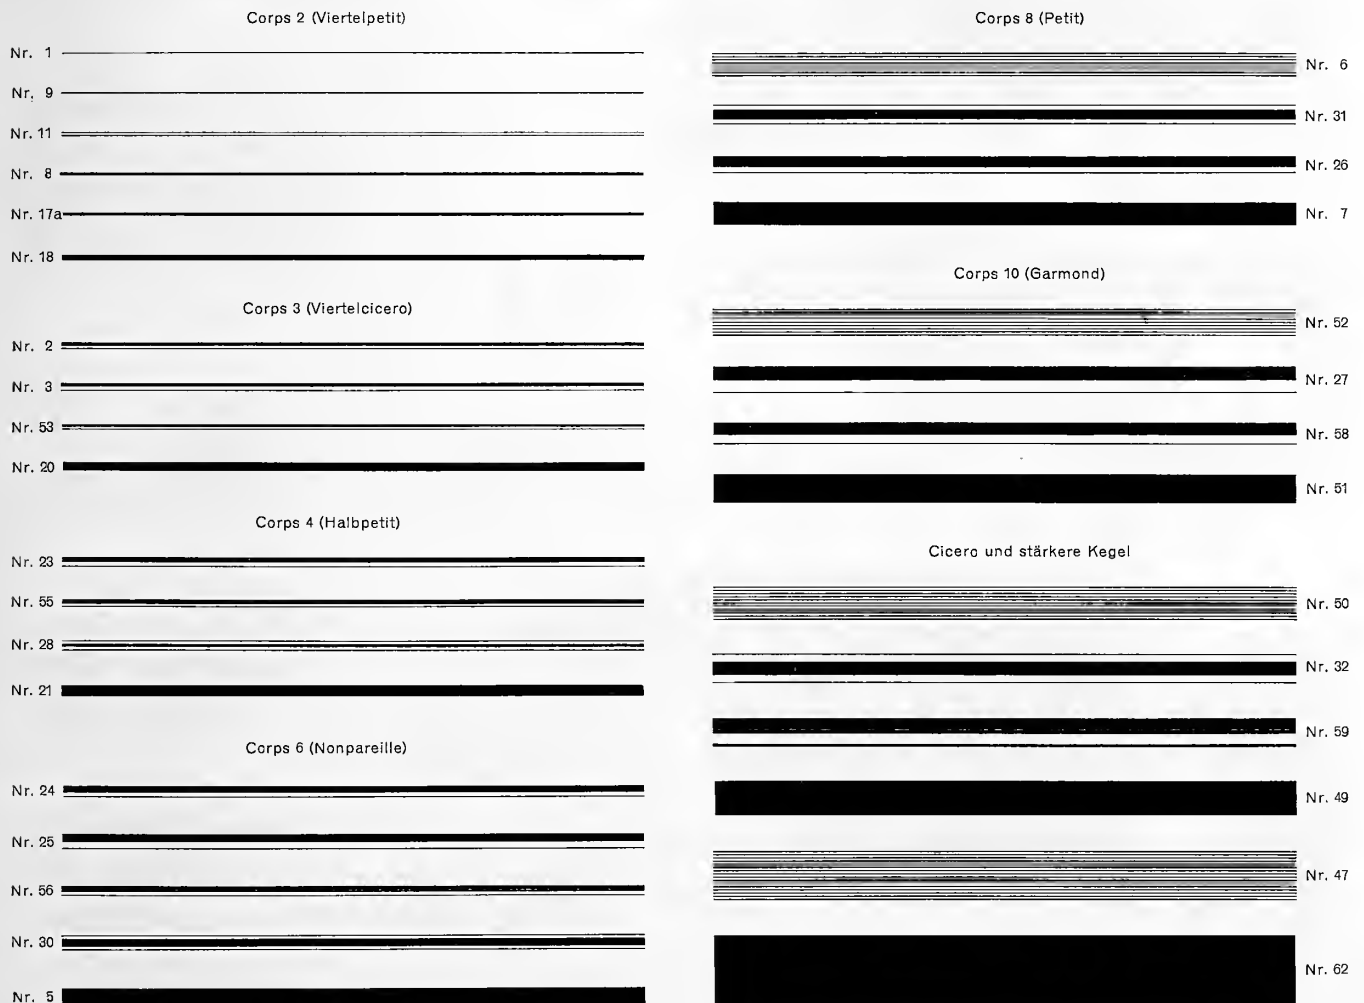 Corps 2 (Viertelpetit)
Nr. 1
Nr. 9
Nr. 11
Nr. 8
Nr. 17a
Nr. 18
Corps 3 (Viertelcicero)
Nr. 2
Nr. 3
Nr. 53
Nr. 20
Corps 4 (Halbpetit)
Nr. 23
Nr. 55
Nr. 28
Nr. 21
Corps 6 (Nonpareille)
Nr. 24
Nr. 25
Nr. 56
Nr. 30
Nr. 5
Corps 8 (Petit)
Nr. 6
Nr. 31
Nr. 26
Nr. 7
Corps 10 (Garmond)
Nr. 52
Nr. 27
Nr. 58
Nr. 51
Cicero und stärkere Kegel
Nr. 50
Nr. 32
Nr. 59
Nr. 49
Nr. 47
Nr. 62